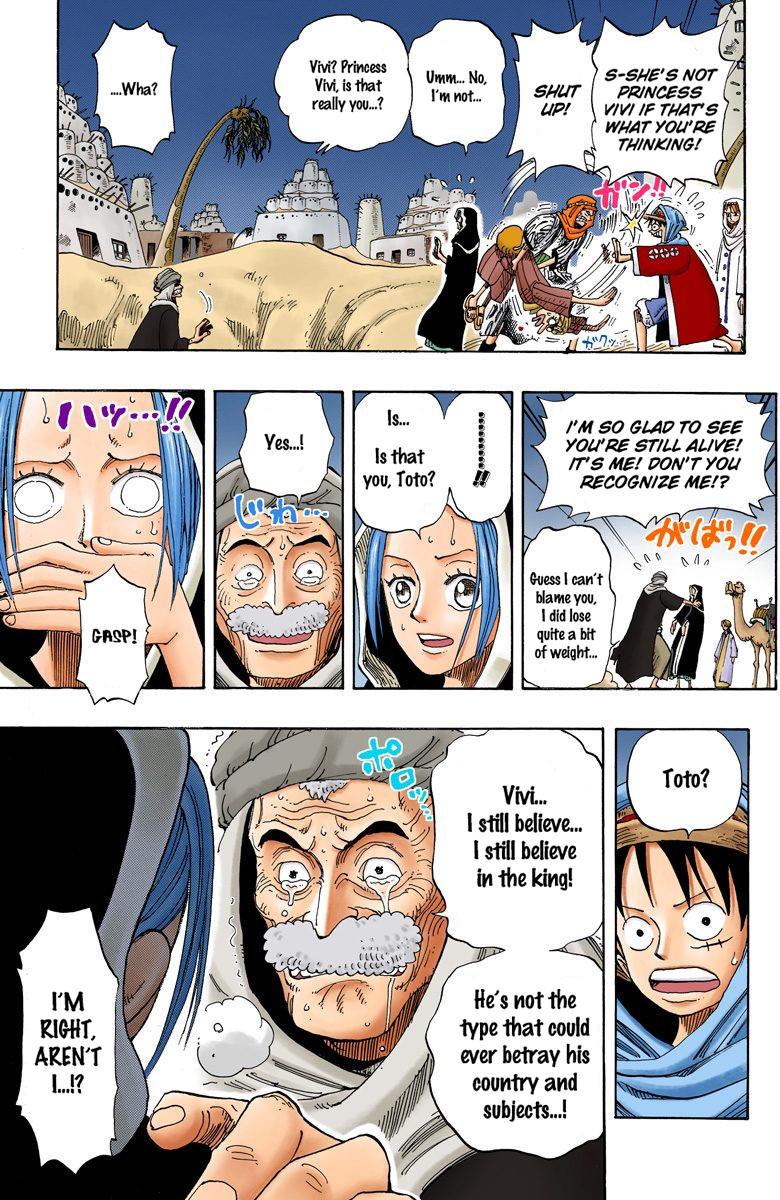 S-SHE'S NOT
PRINCESS
VIVI IF THAT'S
WHAT YOU'RE
THINKING!
SHUT
UP!
ガン!!
ガクッ…
Umm... No,
I'm not...
Vivi? Princess
Vivi, is that
really you...?
....Wha?
I'M SO GLAD TO SEE
YOU'RE STILL ALIVE!
IT'S ME! DON'T YOU
RECOGNIZE ME!?
がばっ!!
Guess I can't
blame you,
I did lose
quite a bit
of weight...
..........!!
Is...
Is that
you, Toto?
Yes...!
じわ…
ハッ…!!
GASP!
Toto?
Vivi...
I still believe...
I still believe
in the king!
ポロッ…
He's not the
type that could
ever betray his
country and
subjects...!
I'M
RIGHT,
AREN'T
I...!?